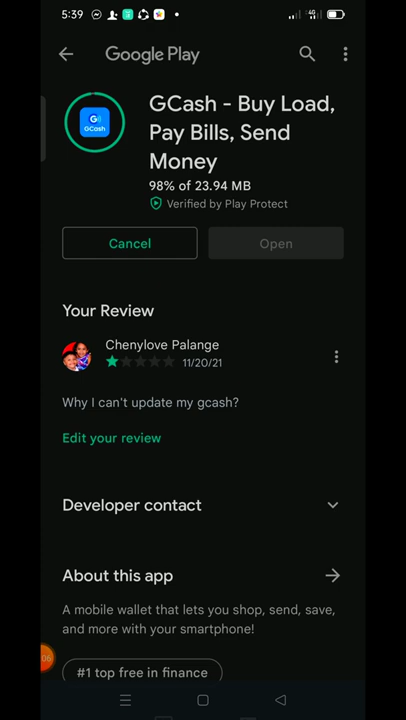 5:39
4G
Google Play
GCash
GCash - Buy Load,
Pay Bills, Send
Money
98% of 23.94 MB
Verified by Play Protect
Cancel
Open
Your Review
Chenylove Palange
11/20/21
Why I can't update my gcash?
Edit your review
Developer contact
About this app
A mobile wallet that lets you shop, send, save,
and more with your smartphone!
:06
#1 top free in finance